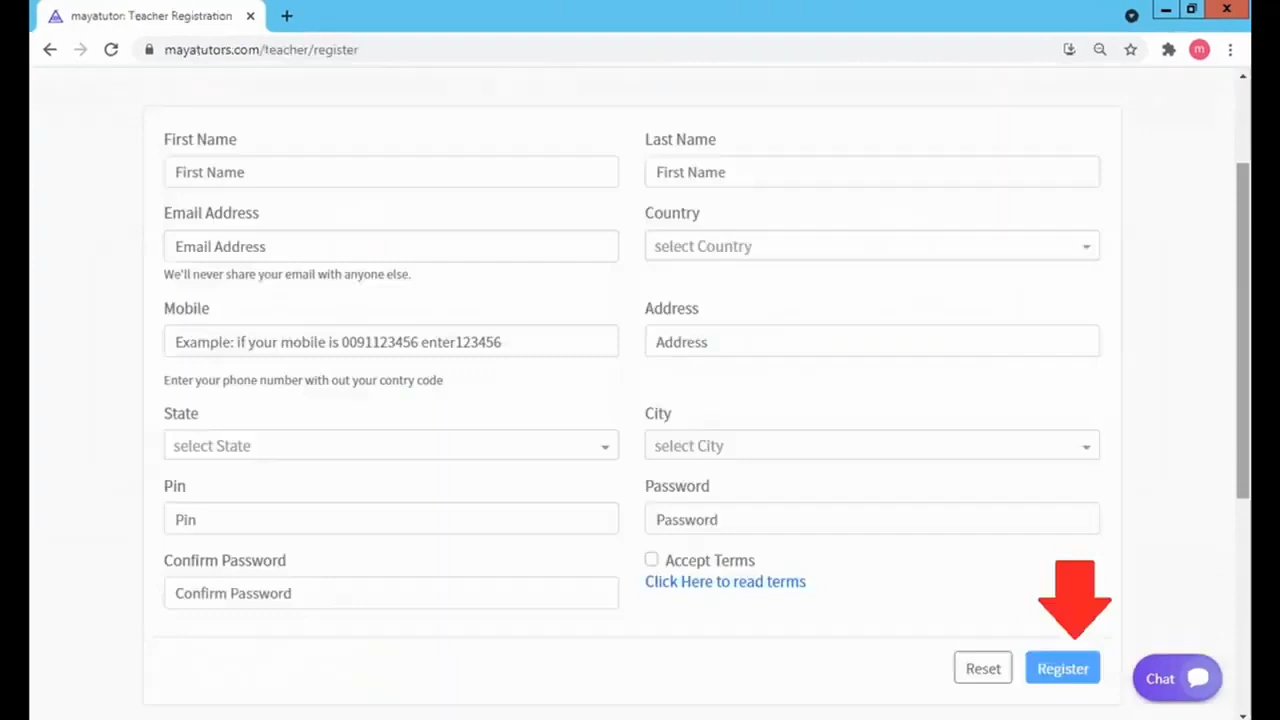 mayatutor: Teacher Registration
mayatutors.com/teacher/register
m
First Name Last Name
First Name First Name
Email Address Country
Email Address select Country
We'll never share your email with anyone else.
Mobile Address
Example: if your mobile is 0091123456 enter123456 Address
Enter your phone number with out your contry code
State City
select State select City
Pin Password
Pin Password
Confirm Password Accept Terms
Click Here to read terms
Confirm Password
Reset Register Chat